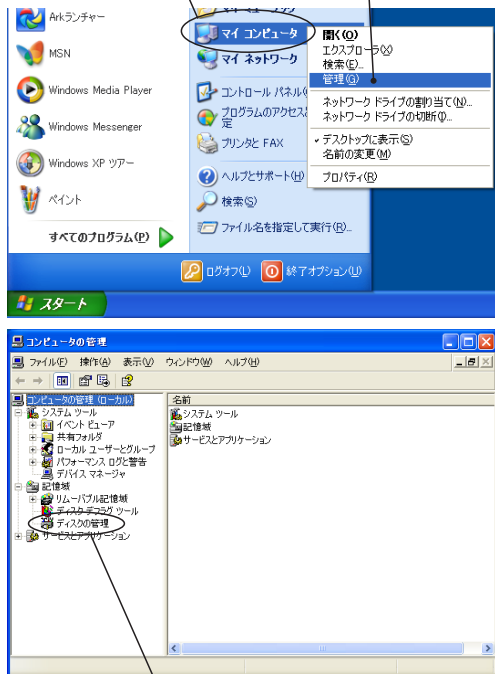 Arkランチャー
MSN
Windows Media Player
Windows Messenger
Windows XP ツアー
ペイント
すべてのプログラム(P)
マイ コンピュータ
マイ ネットワーク
コントロール パネル(
プログラムのアクセス
定
プリンタと FAX
ヘルプとサポート(H)
検索(S)
ファイル名を指定して実行(R)...
開く(O)
エクスプローラ(X)
検索(E)...
管理(G)
ネットワーク ドライブの割り当て(N)...
ネットワーク ドライブの切断(I)...
デスクトップに表示(S)
名前の変更(M)
プロパティ(R)
ログオフ(L)
終了オプション(U)
スタート
コンピュータの管理
ファイル(F) 操作(A) 表示(V) ウィンドウ(W) ヘルプ(H)
コンピュータの管理 (ローカル)
システム ツール
イベント ビューア
共有フォルダ
ローカル ユーザーとグループ
パフォーマンス ログと警告
デバイス マネージャ
記憶域
リムーバブル記憶域
ディスク デフラグ ツール
ディスクの管理
サービスとアプリケーション
名前
システム ツール
記憶域
サービスとアプリケーション